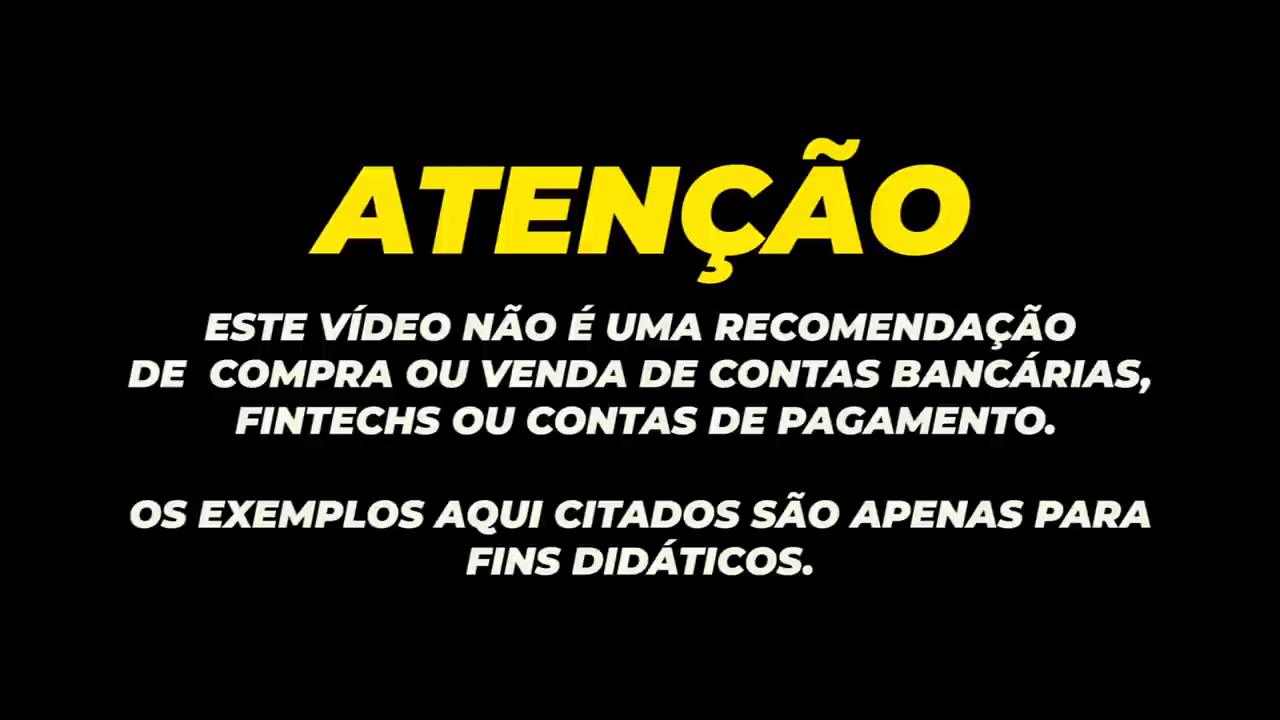 ATENÇÃO
ESTE VÍDEO NÃO É UMA RECOMENDAÇÃO
DE COMPRA OU VENDA DE CONTAS BANCÁRIAS,
FINTECHS OU CONTAS DE PAGAMENTO.
OS EXEMPLOS AQUI CITADOS SÃO APENAS PARA
FINS DIDÁTICOS.